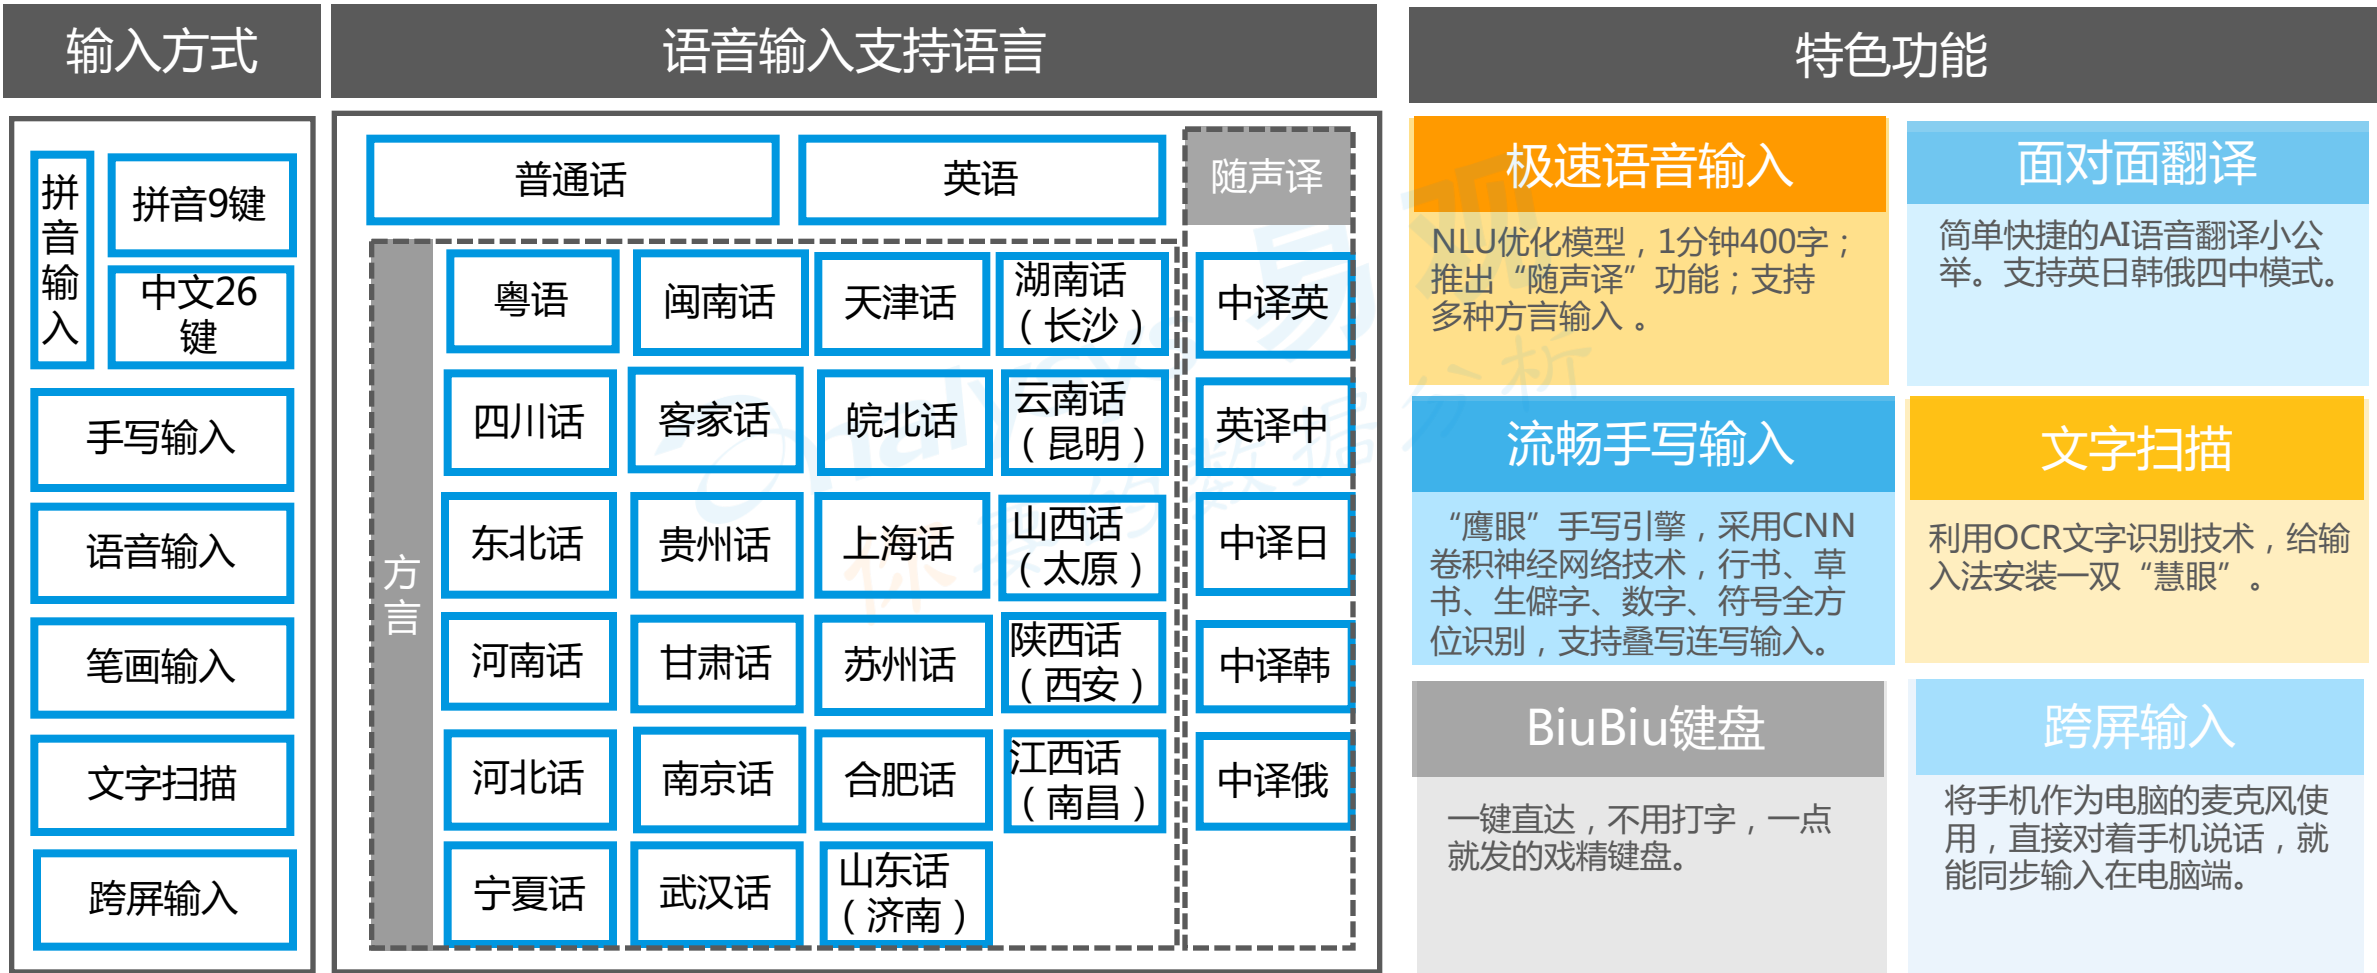 输入方式
拼音输入
拼音9键
中文26
键
手写输入
语音输入
笔画输入
文字扫描
跨屏输入
语音输入支持语言
普通话
英语
方言
粤语
闽南话
天津话
湖南话
（长沙）
四川话
客家话
皖北话
云南话
（昆明）
东北话
贵州话
上海话
山西话
（太原）
河南话
甘肃话
苏州话
陕西话
（西安）
河北话
南京话
合肥话
江西话
（南昌）
宁夏话
武汉话
山东话
（济南）
随声译
中译英
英译中
中译日
中译韩
中译俄
特色功能
极速语音输入
NLU优化模型，1分钟400字；
推出“随声译”功能；支持
多种方言输入 。
面对面翻译
简单快捷的AI语音翻译小公
举。支持英日韩俄四中模式。
流畅手写输入
“鹰眼”手写引擎，采用CNN
卷积神经网络技术，行书、草
书、生僻字、数字、符号全方
位识别，支持叠写连写输入。
文字扫描
利用OCR文字识别技术，给输
入法安装一双“慧眼”。
BiuBiu键盘
一键直达，不用打字，一点
就发的戏精键盘。
跨屏输入
将手机作为电脑的麦克风使
用，直接对着手机说话，就
能同步输入在电脑端。
易观